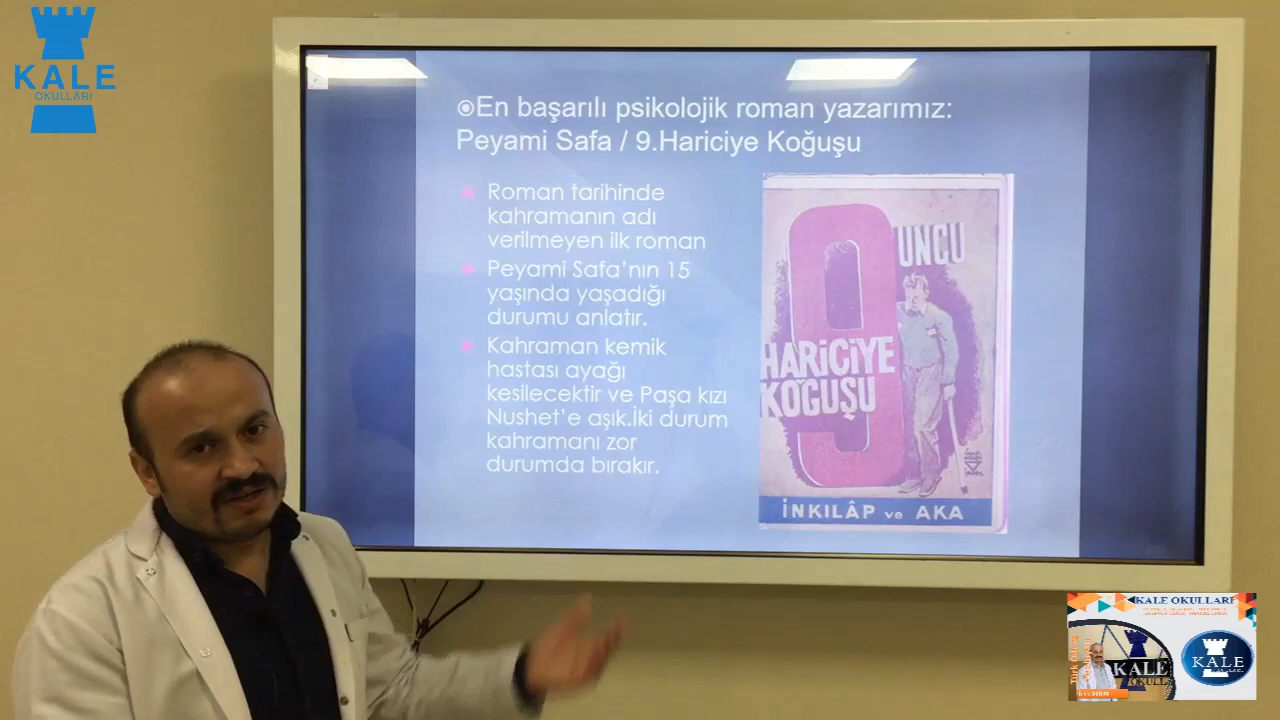 KALE
OKULLARI
◉En başarılı psikolojik roman yazarımız:
Peyami Safa / 9.Hariciye Koğuşu
Roman tarihinde
kahramanın adı
verilmeyen ilk roman
Peyami Safa’nın 15
yaşında yaşadığı
durumu anlatır.
Kahraman kemik
hastası ayağı
kesilecektir ve Paşa kızı
Nushet’e aşık.İki durum
kahramanı zor
durumda bırakır.
9 UNCU
HARİCİYE
KOĞUŞU
İNKILÂP ve AKA
KALE OKULLARI
KALE
OKULL
KALE